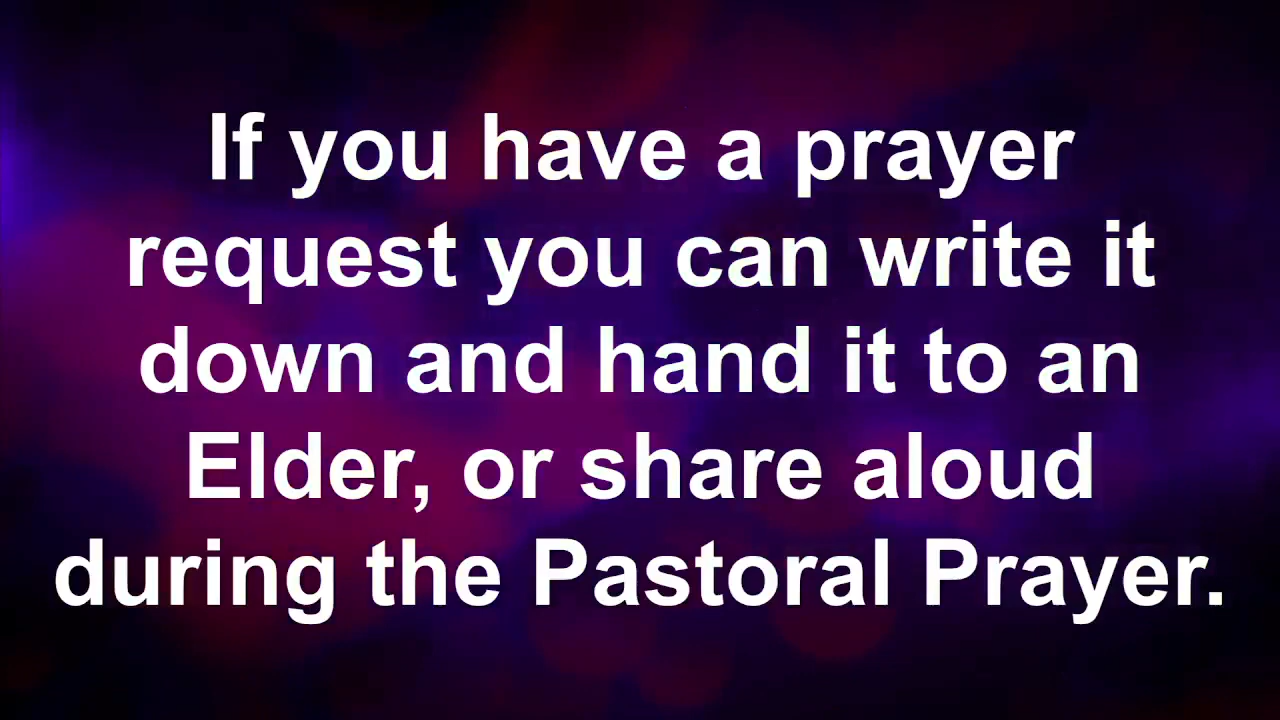 If you have a prayer
request you can write it
down and hand it to an
Elder, or share aloud
during the Pastoral Prayer.